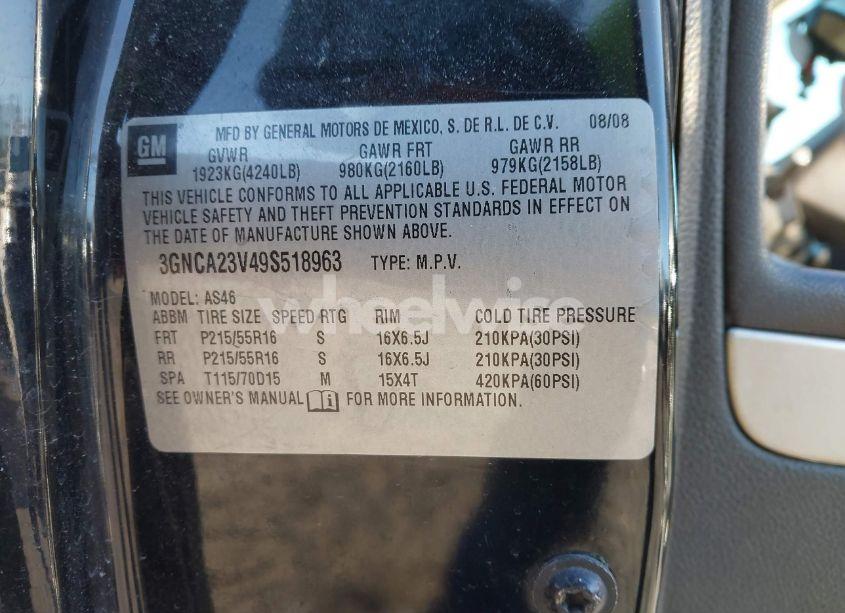 GM
MFD BY GENERAL MOTORS DE MEXICO, S. DE R.L. DE C.V. 08/08
GVWR GAWR FRT GAWR RR
1923KG(4240LB) 980KG(2160LB) 979KG(2158LB)
THIS VEHICLE CONFORMS TO ALL APPLICABLE U.S. FEDERAL MOTOR
VEHICLE SAFETY AND THEFT PREVENTION STANDARDS IN EFFECT ON
THE DATE OF MANUFACTURE SHOWN ABOVE.
3GNCA23V49S518963 TYPE: M.P.V.
MODEL: AS46
wheelwise
ABBM TIRE SIZE SPEED RTG RIM COLD TIRE PRESSURE
FRT P215/55R16 S 16X6.5J 210KPA(30PSI)
RR P215/55R16 S 16X6.5J 210KPA(30PSI)
SPA T115/70D15 M 15X4T 420KPA(60PSI)
SEE OWNER'S MANUAL FOR MORE INFORMATION.